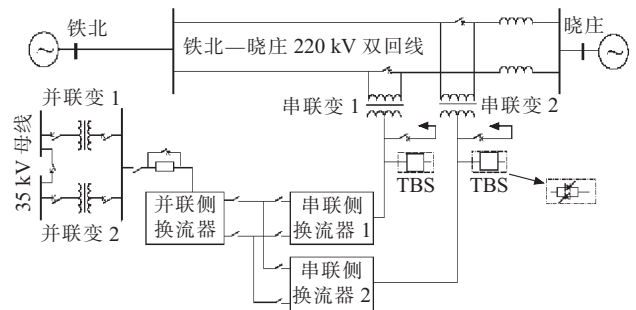 铁北
铁北—晓庄 220 kV 双回线
晓庄
并联变 1
串联变 1
串联变 2
35 kV 母线
TBS
TBS
并联变 2
并联侧
换流器
串联侧
换流器 1
串联侧
换流器 2